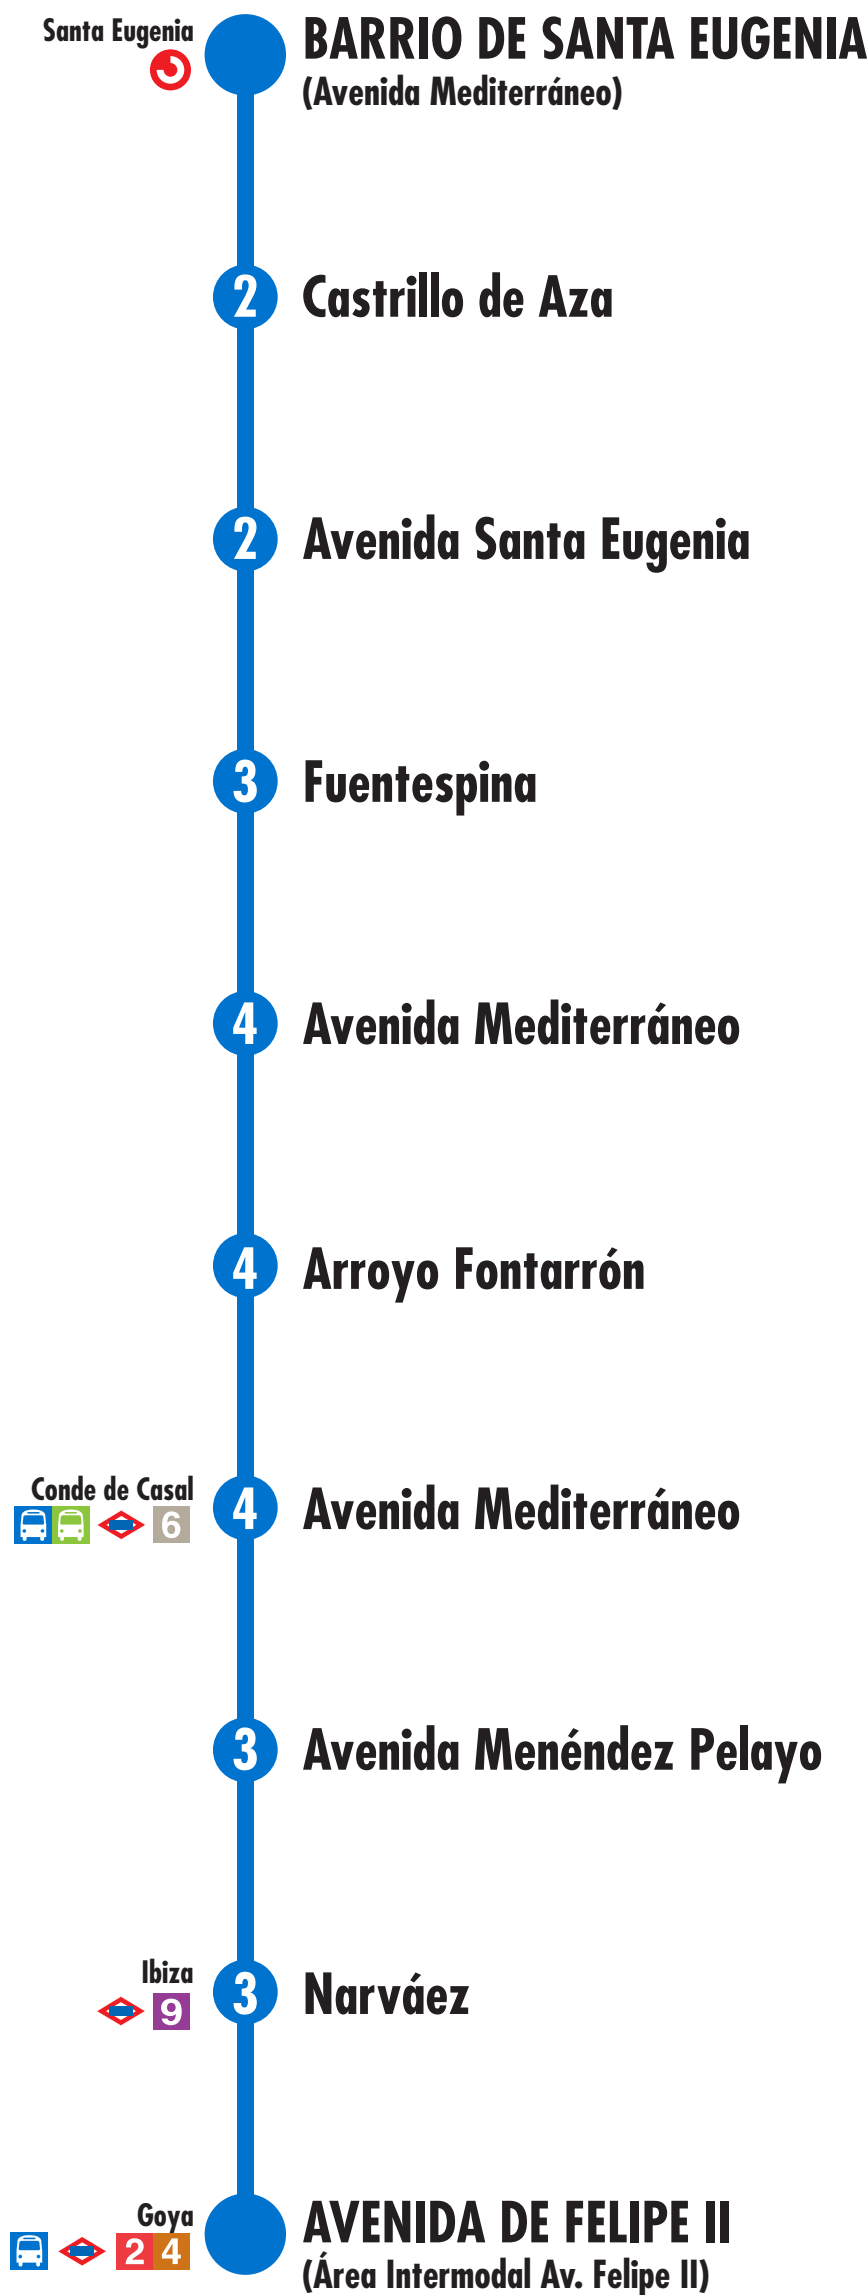 Santa Eugenia
BARRIO DE SANTA EUGENIA
(Avenida Mediterráneo)
2 Castrillo de Aza
2 Avenida Santa Eugenia
3 Fuentespina
4 Avenida Mediterráneo
4 Arroyo Fontarrón
Conde de Casal
6
4 Avenida Mediterráneo
3 Avenida Menéndez Pelayo
Ibiza
9
3 Narváez
Goya
2 4
AVENIDA DE FELIPE II
(Área Intermodal Av. Felipe II)